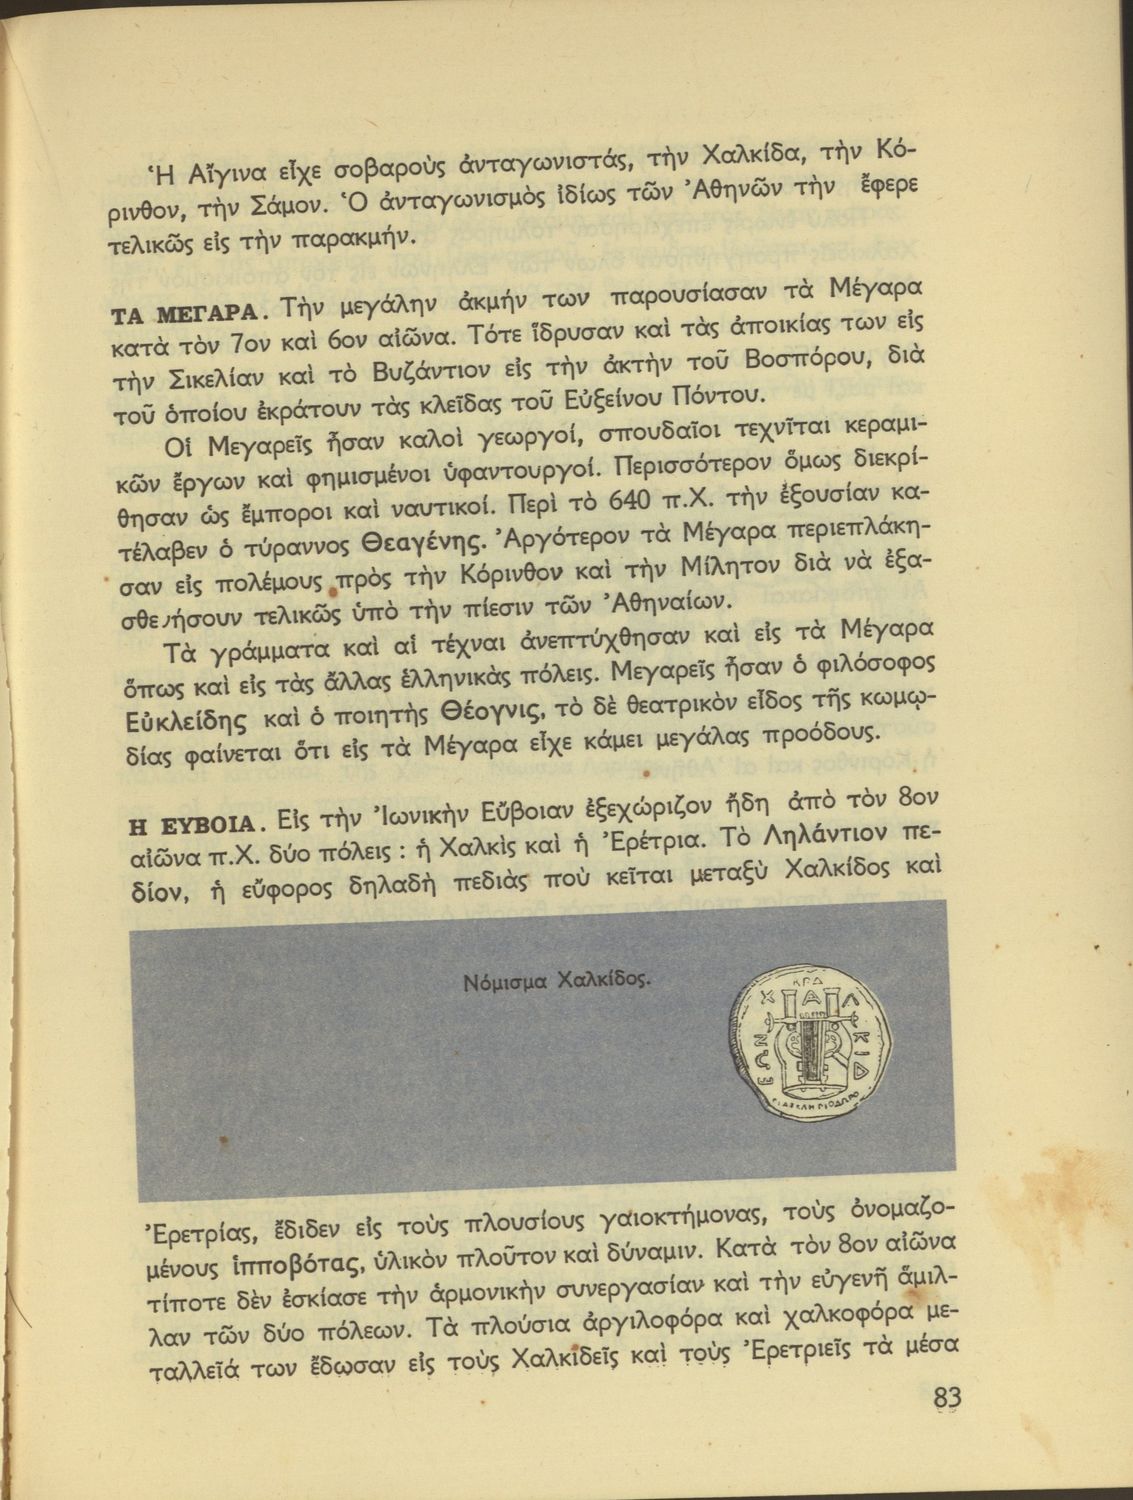 Ἡ Αἴγινα εἶχε σοβαροὺς ἀνταγωνιστάς, τὴν Χαλκίδα, τὴν Κό-
ρινθον, τὴν Σάμον. Ὁ ἀνταγωνισμὸς ἰδίως τῶν Ἀθηνῶν τὴν ἔφερε
τελικῶς εἰς τὴν παρακμήν.
ΤΑ ΜΕΓΑΡΑ. Τὴν μεγάλην ἀκμήν των παρουσίασαν τὰ Μέγαρα
κατὰ τὸν 7ον καὶ 6ον αἰῶνα. Τότε ἵδρυσαν καὶ τὰς ἀποικίας των εἰς
τὴν Σικελίαν καὶ τὸ Βυζάντιον εἰς τὴν ἀκτὴν τοῦ Βοσπόρου, διὰ
τοῦ ὁποίου ἐκράτουν τὰς κλεῖδας τοῦ Εὐξείνου Πόντου.
Οἱ Μεγαρεῖς ἦσαν καλοὶ γεωργοί, σπουδαῖοι τεχνῖται κεραμι-
κῶν ἔργων καὶ φημισμένοι ὑφαντουργοί. Περισσότερον ὅμως διεκρί-
θησαν ὡς ἔμποροι καὶ ναυτικοί. Περὶ τὸ 640 π.Χ. τὴν ἐξουσίαν κα-
τέλαβεν ὁ τύραννος Θεαγένης. Ἀργότερον τὰ Μέγαρα περιεπλάκη-
σαν εἰς πολέμους πρὸς τὴν Κόρινθον καὶ τὴν Μίλητον διὰ νὰ ἐξα-
σθενήσουν τελικῶς ὑπὸ τὴν πίεσιν τῶν Ἀθηναίων.
Τὰ γράμματα καὶ αἱ τέχναι ἀνεπτύχθησαν καὶ εἰς τὰ Μέγαρα
ὅπως καὶ εἰς τὰς ἄλλας ἑλληνικὰς πόλεις. Μεγαρεῖς ἦσαν ὁ φιλόσοφος
Εὐκλείδης καὶ ὁ ποιητὴς Θέογνις, τὸ δὲ θεατρικὸν εἶδος τῆς κωμῳ-
δίας φαίνεται ὅτι εἰς τὰ Μέγαρα εἶχε κάμει μεγάλας προόδους.
Η ΕΥΒΟΙΑ. Εἰς τὴν Ἰωνικὴν Εὔβοιαν ἐξεχώριζον ἤδη ἀπὸ τὸν 8ον
αἰῶνα π.Χ. δύο πόλεις : ἡ Χαλκὶς καὶ ἡ Ἐρέτρια. Τὸ Ληλάντιον πε-
δίον, ἡ εὔφορος δηλαδὴ πεδιὰς ποὺ κεῖται μεταξὺ Χαλκίδος καὶ
Νόμισμα Χαλκίδος.
ΚΡΔ
ΧΑΛ
ΚΙΔ
ΕΩΝ
Ἐρετρίας, ἔδιδεν εἰς τοὺς πλουσίους γαιοκτήμονας, τοὺς ὀνομαζο-
μένους ἱπποβότας, ὑλικὸν πλοῦτον καὶ δύναμιν. Κατὰ τὸν 8ον αἰῶνα
τίποτε δὲν ἐσκίασε τὴν ἁρμονικὴν συνεργασίαν καὶ τὴν εὐγενῆ ἅμιλ-
λαν τῶν δύο πόλεων. Τὰ πλούσια ἀργιλοφόρα καὶ χαλκοφόρα με-
ταλλεῖά των ἔδωσαν εἰς τοὺς Χαλκιδεῖς καὶ τοὺς Ἐρετριεῖς τὰ μέσα
83